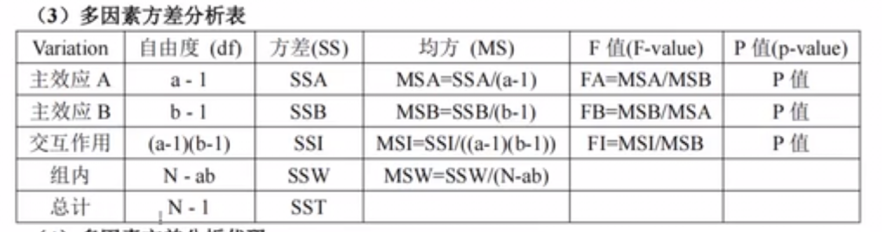 （3）多因素方差分析表
Variation 自由度 (df) 方差(SS) 均方 (MS) F 值(F-value) P 值(p-value)
主效应 A a - 1 SSA MSA=SSA/(a-1) FA=MSA/MSB P 值
主效应 B b - 1 SSB MSB=SSB/(b-1) FB=MSB/MSA P 值
交互作用 (a-1)(b-1) SSI MSI=SSI/((a-1)(b-1)) FI=MSI/MSB P 值
组内 N - ab SSW MSW=SSW/(N-ab)
总计 N - 1 SST